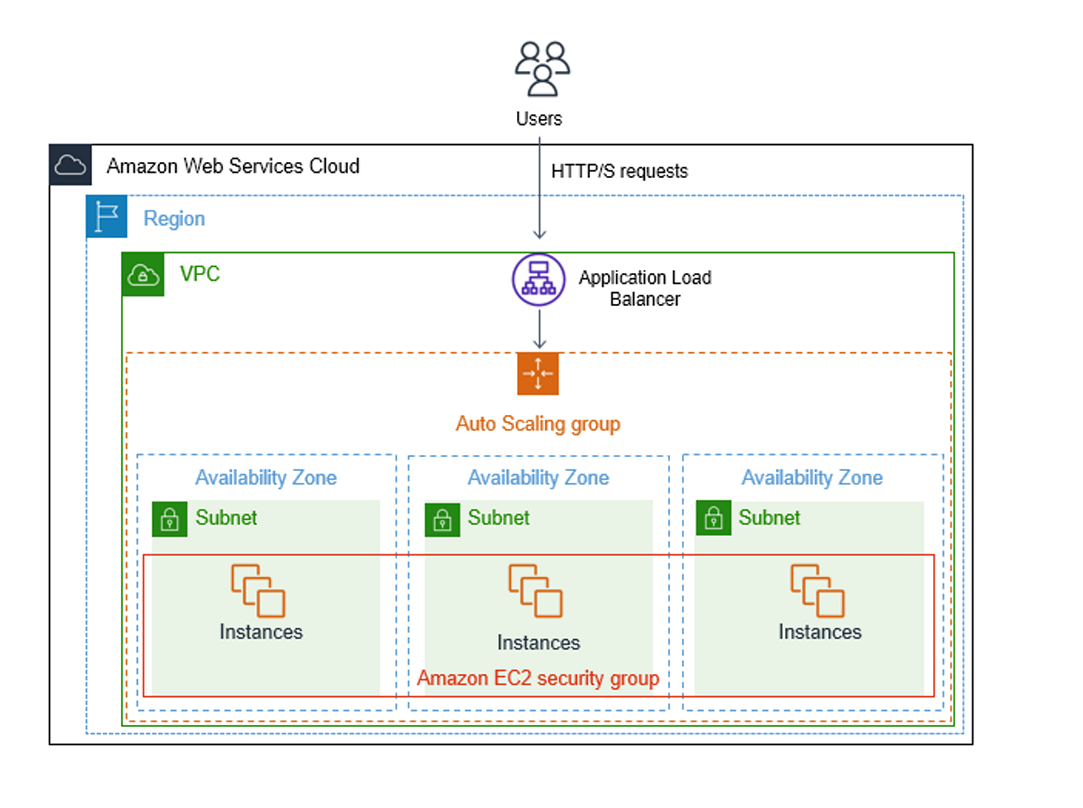 Users
Amazon Web Services Cloud
HTTP/S requests
Region
VPC
Application Load
Balancer
Auto Scaling group
Availability Zone
Availability Zone
Availability Zone
Subnet
Subnet
Subnet
Instances
Instances
Instances
Amazon EC2 security group